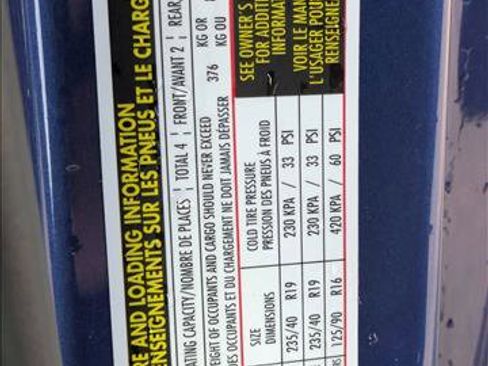 RE AND LOADING INFORMATION
ENSEIGNEMENTS SUR LES PNEUS ET LE CHARG
ATING CAPACITY/NOMBRE DE PLACES TOTAL 4 FRONT/AVANT 2 REAR
EIGHT OF OCCUPANTS AND CARGO SHOULD NEVER EXCEED 376 KG OR
DES OCCUPANTS ET DU CHARGEMENT NE DOIT JAMAIS DÉPASSER KG OU
SIZE COLD TIRE PRESSURE SEE OWNER'S
DIMENSIONS PRESSION DES PNEUS À FROID FOR ADDITI
INFORMAT
235/40 R19 230 KPA / 33 PSI VOIR LE MAN
235/40 R19 230 KPA / 33 PSI L'USAGER POU
125/90 R16 420 KPA / 60 PSI RENSEIGNE